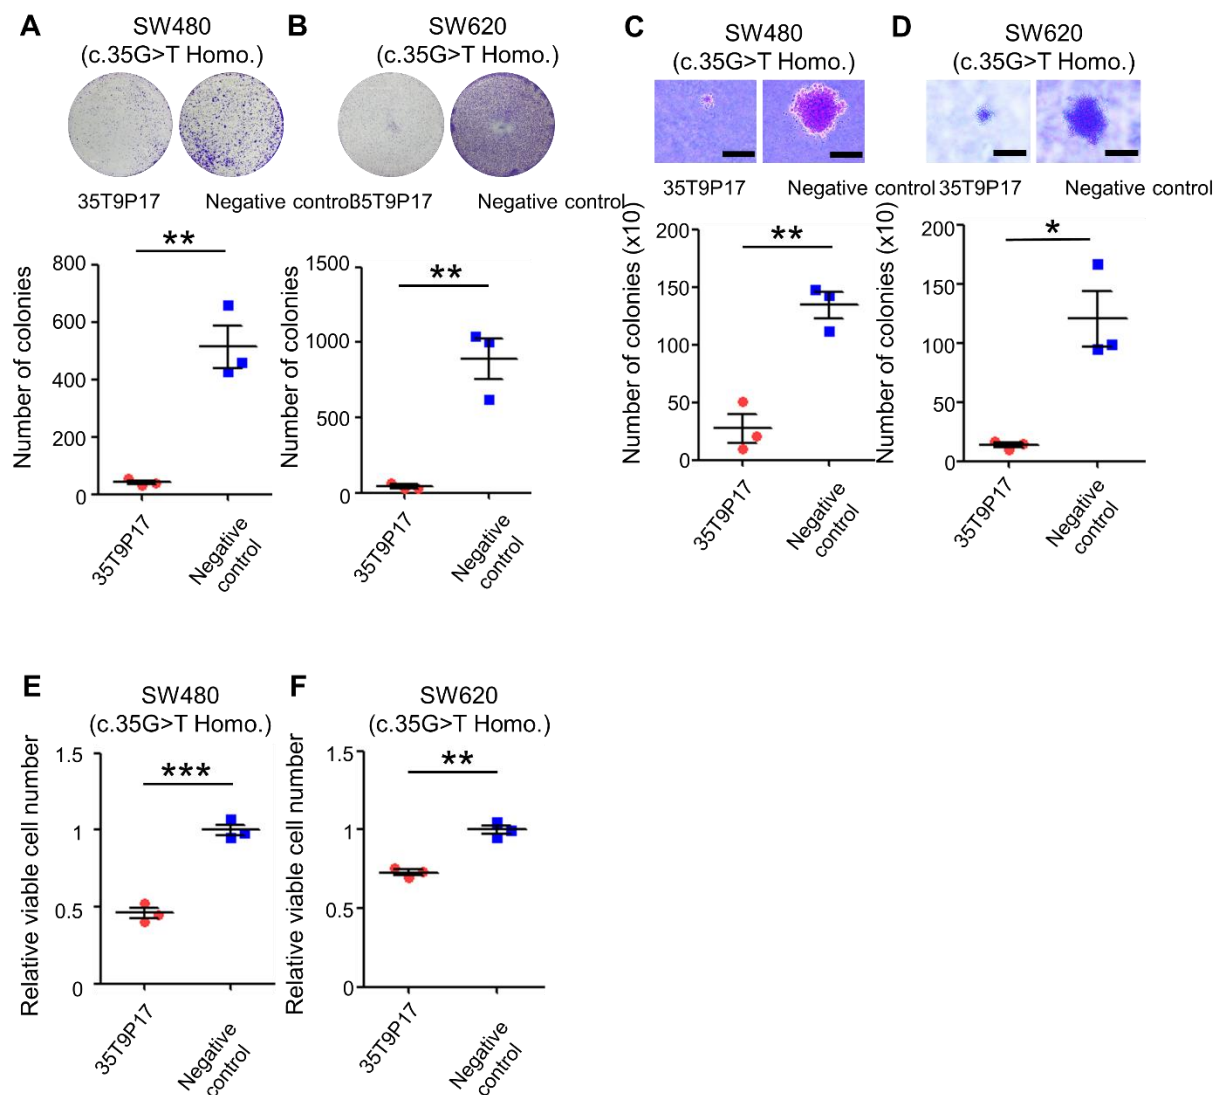 A
SW480
(c.35G>T Homo.)
B
SW620
(c.35G>T Homo.)
C
SW480
(c.35G>T Homo.)
D
SW620
(c.35G>T Homo.)
35T9P17
Negative control
35T9P17
Negative control
35T9P17
Negative control
35T9P17
Negative control
Number of colonies
800
600
400
200
0
**
35T9P17
Negative
control
Number of colonies
1500
1000
500
0
**
35T9P17
Negative
control
Number of colonies (x10)
200
150
100
50
0
**
35T9P17
Negative
control
Number of colonies (x10)
200
150
100
50
0
*
35T9P17
Negative
control
E
SW480
(c.35G>T Homo.)
Relative viable cell number
1.5
1
0.5
0
***
35T9P17
Negative
control
F
SW620
(c.35G>T Homo.)
Relative viable cell number
1.5
1
0.5
0
**
35T9P17
Negative
control